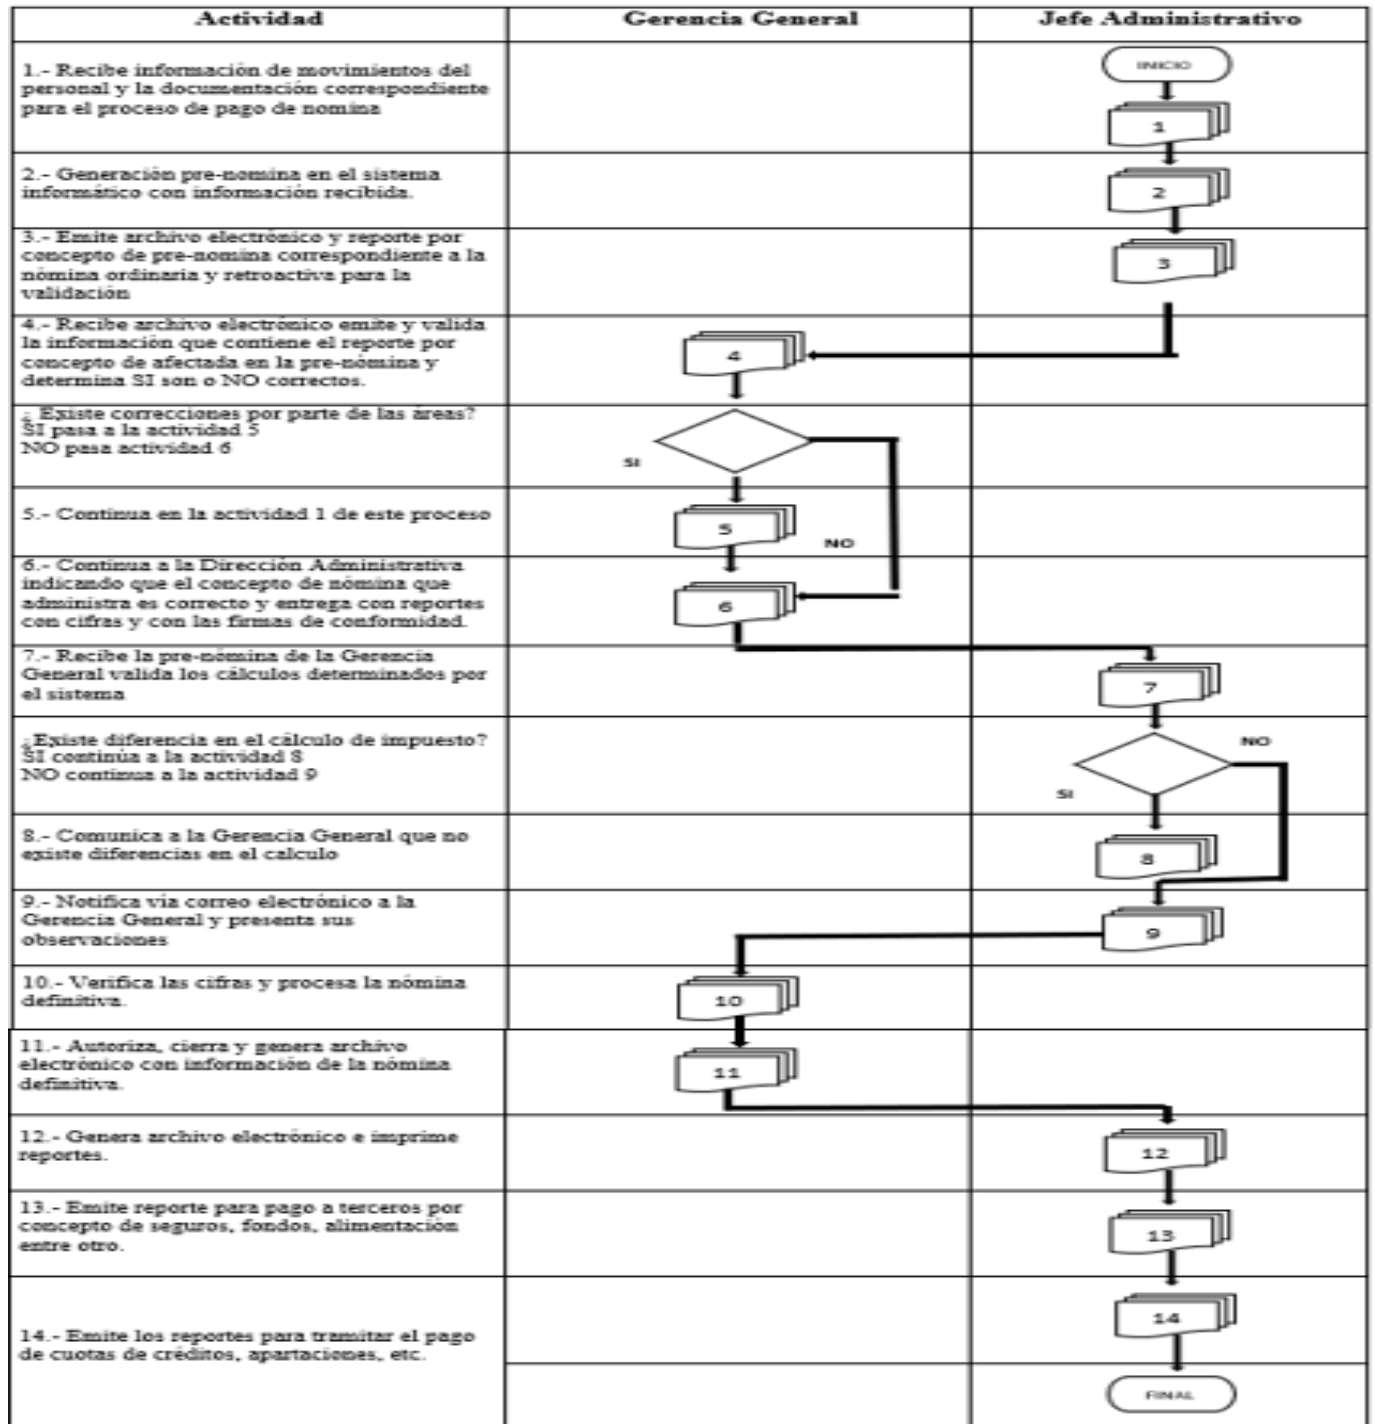 Actividad
Gerencia General
Jefe Administrativo
INICIO
1.- Recibe información de movimientos del
personal y la documentación correspondiente
para el proceso de pago de nomina
1
2.- Generación pre-nomina en el sistema
informático con información recibida.
2
3.- Emite archivo electrónico y reporte por
concepto de pre-nomina correspondiente a la
nómina ordinaria y retroactiva para la
validación
3
4.- Recibe archivo electrónico emite y valida
la información que contiene el reporte por
concepto de afectada en la pre-nómina y
determina SI son o NO correctos.
4
¿ Existe correcciones por parte de las áreas?
SI pasa a la actividad 5
NO pasa actividad 6
SI
5.- Continua en la actividad 1 de este proceso
5
NO
6.- Continua a la Dirección Administrativa
indicando que el concepto de nómina que
administra es correcto y entrega con reportes
con cifras y con las firmas de conformidad.
6
7.- Recibe la pre-nómina de la Gerencia
General valida los cálculos determinados por
el sistema
7
¿Existe diferencia en el cálculo de impuesto?
SI continúa a la actividad 8
NO continua a la actividad 9
NO
SI
8.- Comunica a la Gerencia General que no
existe diferencias en el calculo
8
9.- Notifica vía correo electrónico a la
Gerencia General y presenta sus
observaciones
9
10.- Verifica las cifras y procesa la nómina
definitiva.
10
11.- Autoriza, cierra y genera archivo
electrónico con información de la nómina
definitiva.
11
12.- Genera archivo electrónico e imprime
reportes.
12
13.- Emite reporte para pago a terceros por
concepto de seguros, fondos, alimentación
entre otro.
13
14.- Emite los reportes para tramitar el pago
de cuotas de créditos, apartaciones, etc.
14
FINAL